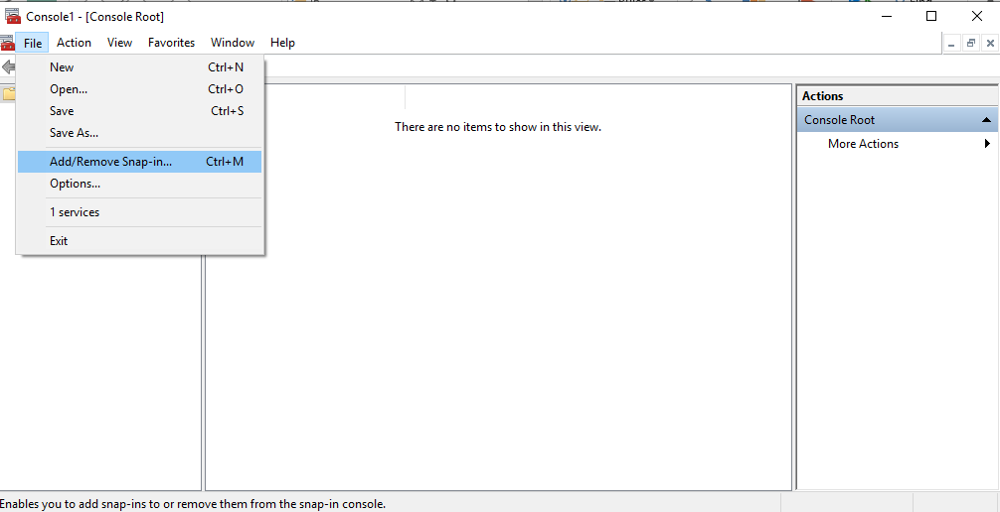 Console1 - [Console Root]
File Action View Favorites Window Help
New Ctrl+N
Open... Ctrl+O
Save Ctrl+S
Save As...
Add/Remove Snap-in... Ctrl+M
Options...
1 services
Exit
There are no items to show in this view.
Actions
Console Root
More Actions
Enables you to add snap-ins to or remove them from the snap-in console.